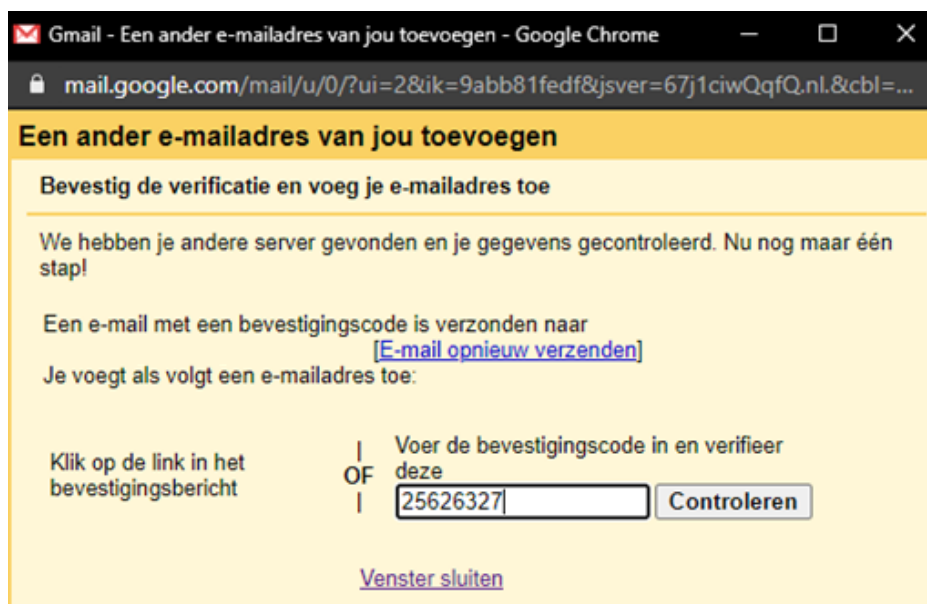 Gmail - Een ander e-mailadres van jou toevoegen - Google Chrome
mail.google.com/mail/u/0/?ui=2&ik=9abb81fedf&jsver=67j1ciwQqfQ.nl.&cbl=...
Een ander e-mailadres van jou toevoegen
Bevestig de verificatie en voeg je e-mailadres toe
We hebben je andere server gevonden en je gegevens gecontroleerd. Nu nog maar één
stap!
Een e-mail met een bevestigingscode is verzonden naar
[E-mail opnieuw verzenden]
Je voegt als volgt een e-mailadres toe:
Klik op de link in het
bevestigingsbericht
|
OF
|
Voer de bevestigingscode in en verifieer
deze
25626327
Controleren
Venster sluiten